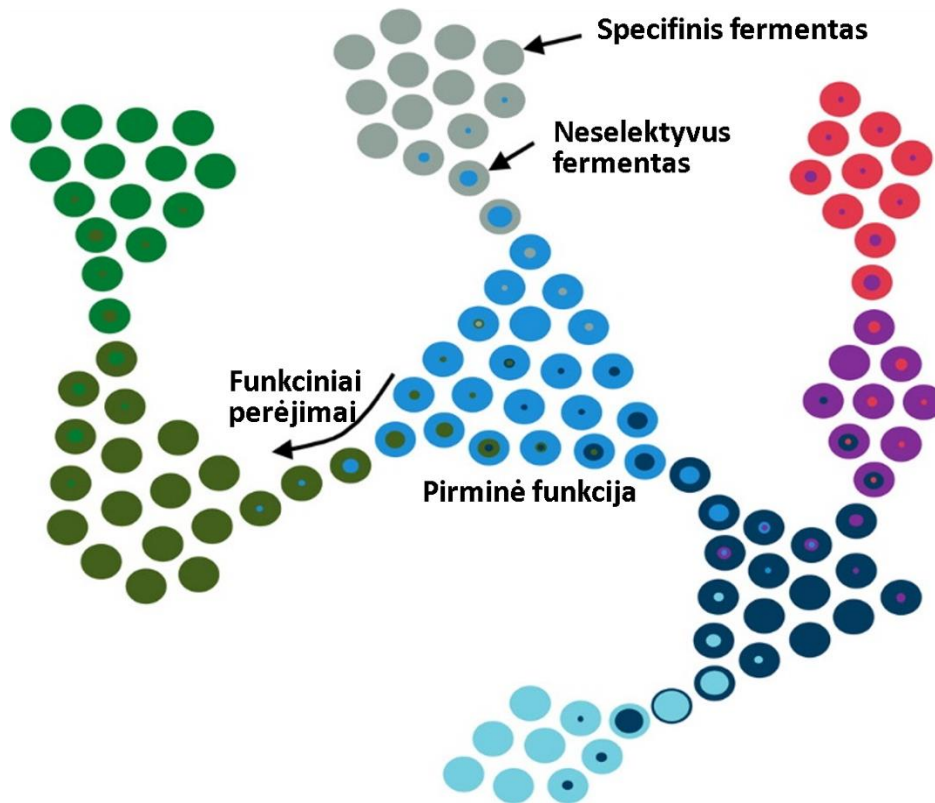 Specifinis fermentas
Neselektyvus
fermentas
Funkciniai
perėjimai
Pirminė funkcija